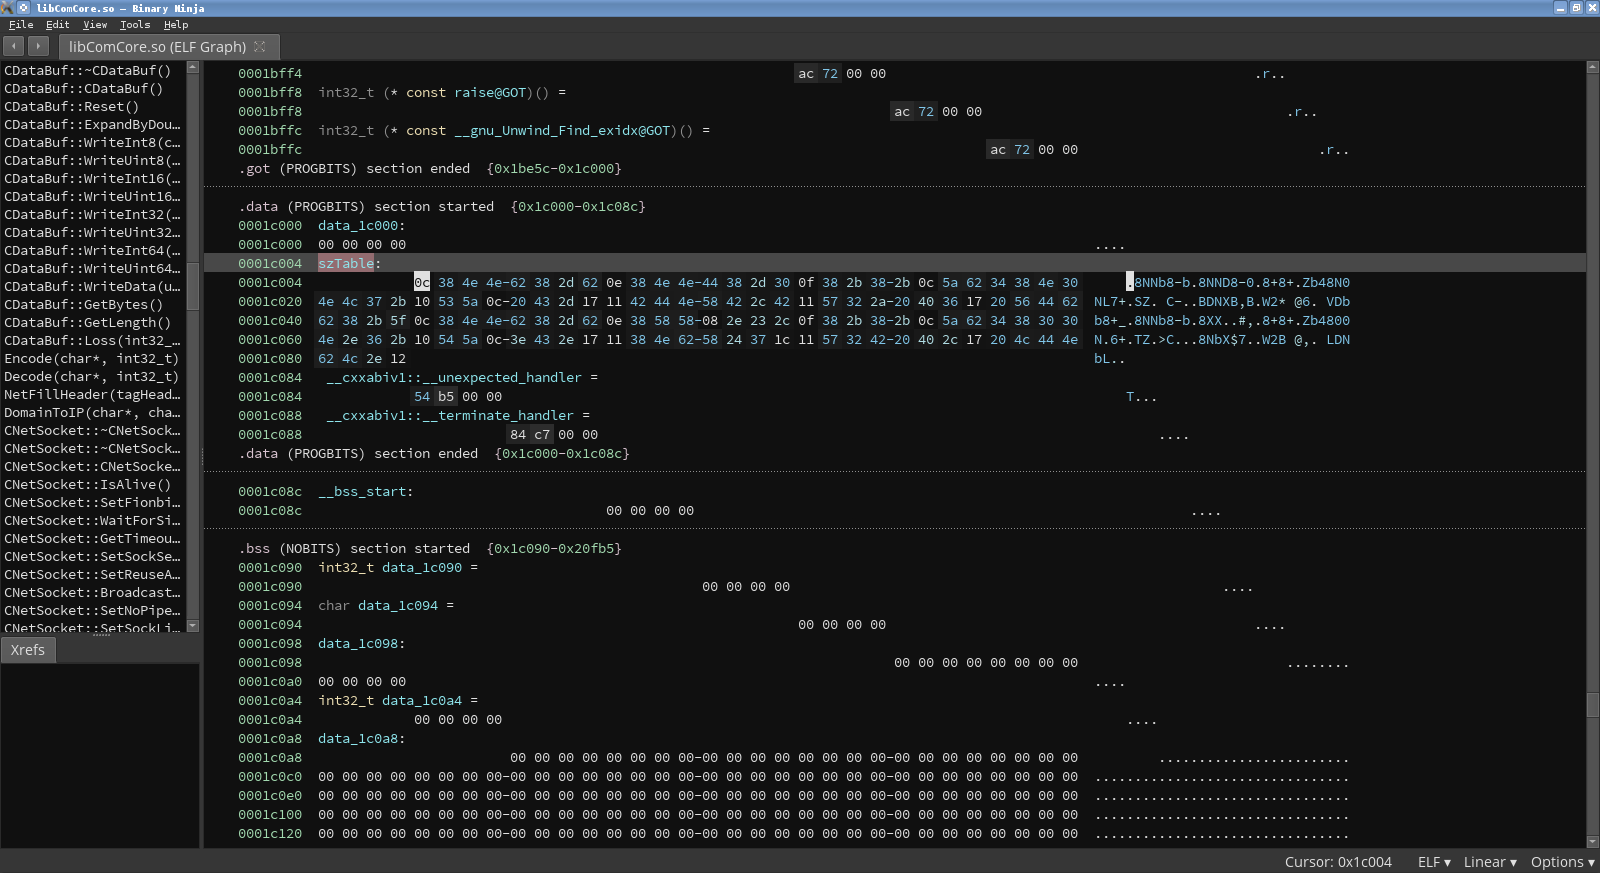 libComCore.so — Binary Ninja
File Edit View Tools Help
libComCore.so (ELF Graph)
CDataBuf::~CDataBuf()
CDataBuf::CDataBuf()
CDataBuf::Reset()
CDataBuf::ExpandByDou…
CDataBuf::WriteInt8(c…
CDataBuf::WriteUint8(…
CDataBuf::WriteInt16(…
CDataBuf::WriteUint16…
CDataBuf::WriteInt32(…
CDataBuf::WriteUint32…
CDataBuf::WriteInt64(…
CDataBuf::WriteUint64…
CDataBuf::WriteData(u…
CDataBuf::GetBytes()
CDataBuf::GetLength()
CDataBuf::Loss(int32_…
Encode(char*, int32_t)
Decode(char*, int32_t)
NetFillHeader(tagHead…
DomainToIP(char*, cha…
CNetSocket::~CNetSock…
CNetSocket::~CNetSock…
CNetSocket::CNetSocke…
CNetSocket::IsAlive()
CNetSocket::SetFionbi…
CNetSocket::WaitForSi…
CNetSocket::GetTimeou…
CNetSocket::SetSockSe…
CNetSocket::SetReuseA…
CNetSocket::Broadcast…
CNetSocket::SetNoPipe…
CNetSocket::SetSockLi…
Xrefs
0001bff4 ac 72 00 00 .r..
0001bff8 int32_t (* const raise@GOT)() =
0001bff8 ac 72 00 00 .r..
0001bffc int32_t (* const __gnu_Unwind_Find_exidx@GOT)() =
0001bffc ac 72 00 00 .r..
.got (PROGBITS) section ended {0x1be5c-0x1c000}
.data (PROGBITS) section started {0x1c000-0x1c08c}
0001c000 data_1c000:
0001c000 00 00 00 00 ....
0001c004 szTable:
0001c004 0c 38 4e 4e-62 38 2d 62 0e 38 4e 4e-44 38 2d 30 0f 38 2b 38-2b 0c 5a 62 34 38 4e 30 .8NNb8-b.8NND8-0.8+8+.Zb48N0
0001c020 4e 4c 37 2b 10 53 5a 0c-20 43 2d 17 11 42 44 4e-58 42 2c 42 11 57 32 2a-20 40 36 17 20 56 44 62 NL7+.SZ. C-..BDNXB,B.W2* @6. VDb
0001c040 62 38 2b 5f 0c 38 4e 4e-62 38 2d 62 0e 38 58 58-08 2e 23 2c 0f 38 2b 38-2b 0c 5a 62 34 38 30 30 b8+_.8NNb8-b.8XX..#,.8+8+.Zb4800
0001c060 4e 2e 36 2b 10 54 5a 0c-3e 43 2e 17 11 38 4e 62-58 24 37 1c 11 57 32 42-20 40 2c 17 20 4c 44 4e N.6+.TZ.>C...8NbX$7..W2B @,. LDN
0001c080 62 4c 2e 12 bL..
0001c084 __cxxabiv1::__unexpected_handler =
0001c084 54 b5 00 00 T...
0001c088 __cxxabiv1::__terminate_handler =
0001c088 84 c7 00 00 ....
.data (PROGBITS) section ended {0x1c000-0x1c08c}
0001c08c __bss_start:
0001c08c 00 00 00 00 ....
.bss (NOBITS) section started {0x1c090-0x20fb5}
0001c090 int32_t data_1c090 =
0001c090 00 00 00 00 ....
0001c094 char data_1c094 =
0001c094 00 00 00 00 ....
0001c098 data_1c098:
0001c098 00 00 00 00 00 00 00 00 ........
0001c0a0 00 00 00 00 ....
0001c0a4 int32_t data_1c0a4 =
0001c0a4 00 00 00 00 ....
0001c0a8 data_1c0a8:
0001c0a8 00 00 00 00 00 00 00 00-00 00 00 00 00 00 00 00-00 00 00 00 00 00 00 00 ........................
0001c0c0 00 00 00 00 00 00 00 00-00 00 00 00 00 00 00 00-00 00 00 00 00 00 00 00-00 00 00 00 00 00 00 00 ................................
0001c0e0 00 00 00 00 00 00 00 00-00 00 00 00 00 00 00 00-00 00 00 00 00 00 00 00-00 00 00 00 00 00 00 00 ................................
0001c100 00 00 00 00 00 00 00 00-00 00 00 00 00 00 00 00-00 00 00 00 00 00 00 00-00 00 00 00 00 00 00 00 ................................
0001c120 00 00 00 00 00 00 00 00-00 00 00 00 00 00 00 00-00 00 00 00 00 00 00 00-00 00 00 00 00 00 00 00 ................................
Cursor: 0x1c004 ELF ▾ Linear ▾ Options ▾